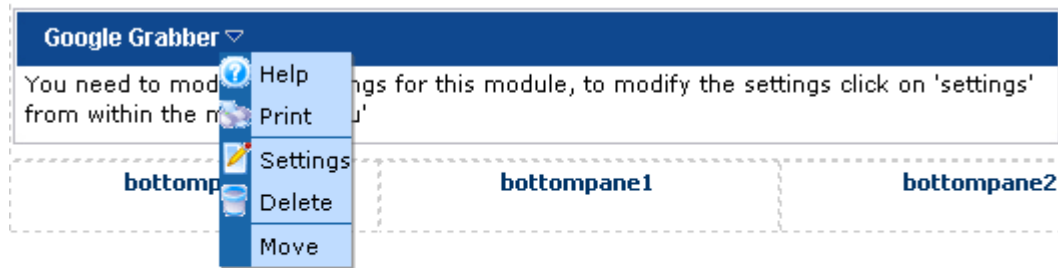 Google Grabber
Help
Print
Settings
Delete
Move
You need to mod ngs for this module, to modify the settings click on 'settings'
from within the m u'
bottomp bottompane1 bottompane2